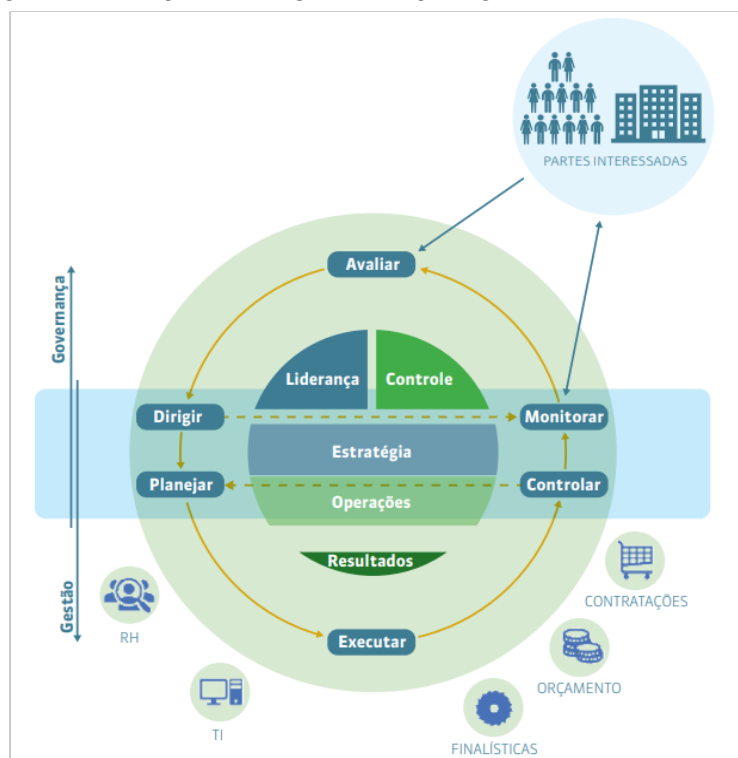 PARTES INTERESSADAS
Avaliar
Governança
Liderança
Controle
Dirigir
Monitorar
Estratégia
Planejar
Controlar
Operações
Resultados
Gestão
CONTRATAÇÕES
RH
Executar
ORÇAMENTO
TI
FINALÍSTICAS